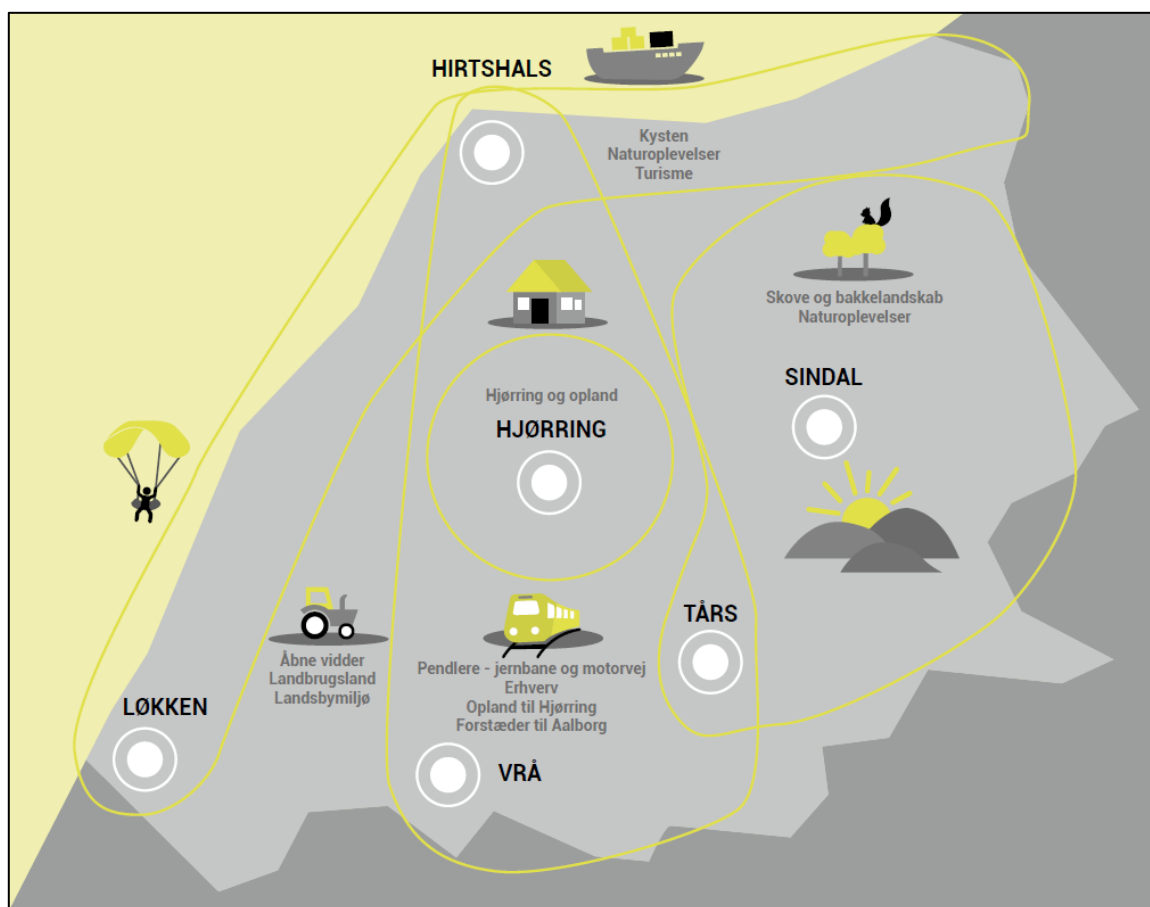 HIRTSHALS
Kysten
Naturoplevelser
Turisme
Skove og bakkelandskab
Naturoplevelser
SINDAL
Hjørring og opland
HJØRRING
TÅRS
Åbne vidder
Landbrugsland
Landsbymiljø
Pendlere - jernbane og motorvej
Erhverv
Opland til Hjørring
Forstæder til Aalborg
LØKKEN
VRÅ